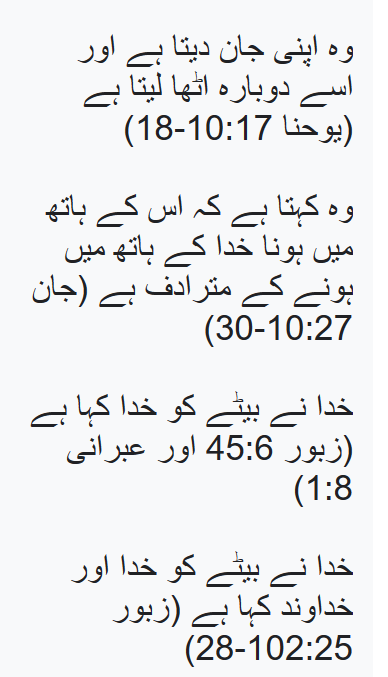 وہ اپنی جان دیتا ہے اور
اسے دوبارہ اٹھا لیتا ہے
(یوحنا 10:17-18)
وہ کہتا ہے کہ اس کے ہاتھ
میں ہونا خدا کے ہاتھ میں
ہونے کے مترادف ہے (جان
10:27-30)
خدا نے بیٹے کو خدا کہا ہے
(زبور 45:6 اور عبرانی
1:8)
خدا نے بیٹے کو خدا اور
خداوند کہا ہے (زبور
102:25-28)